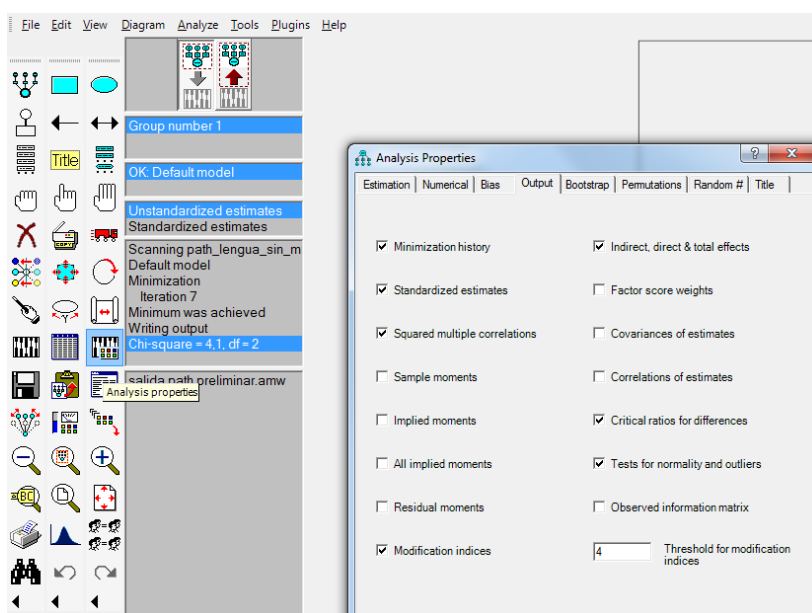 File Edit View Diagram Analyze Tools Plugins Help
Title
COPY
γ
BC
Group number 1
OK: Default model
Unstandardized estimates
Standardized estimates
Scanning path_lengua_sin_m
Default model
Minimization
Iteration 7
Minimum was achieved
Writing output
Chi-square = 4,1, df = 2
salida path preliminar.amw
Analysis properties
Analysis Properties
? x
Estimation Numerical Bias Output Bootstrap Permutations Random # Title
Minimization history
Standardized estimates
Squared multiple correlations
Sample moments
Implied moments
All implied moments
Residual moments
Modification indices
Indirect, direct & total effects
Factor score weights
Covariances of estimates
Correlations of estimates
Critical ratios for differences
Tests for normality and outliers
Observed information matrix
4 Threshold for modification
indices